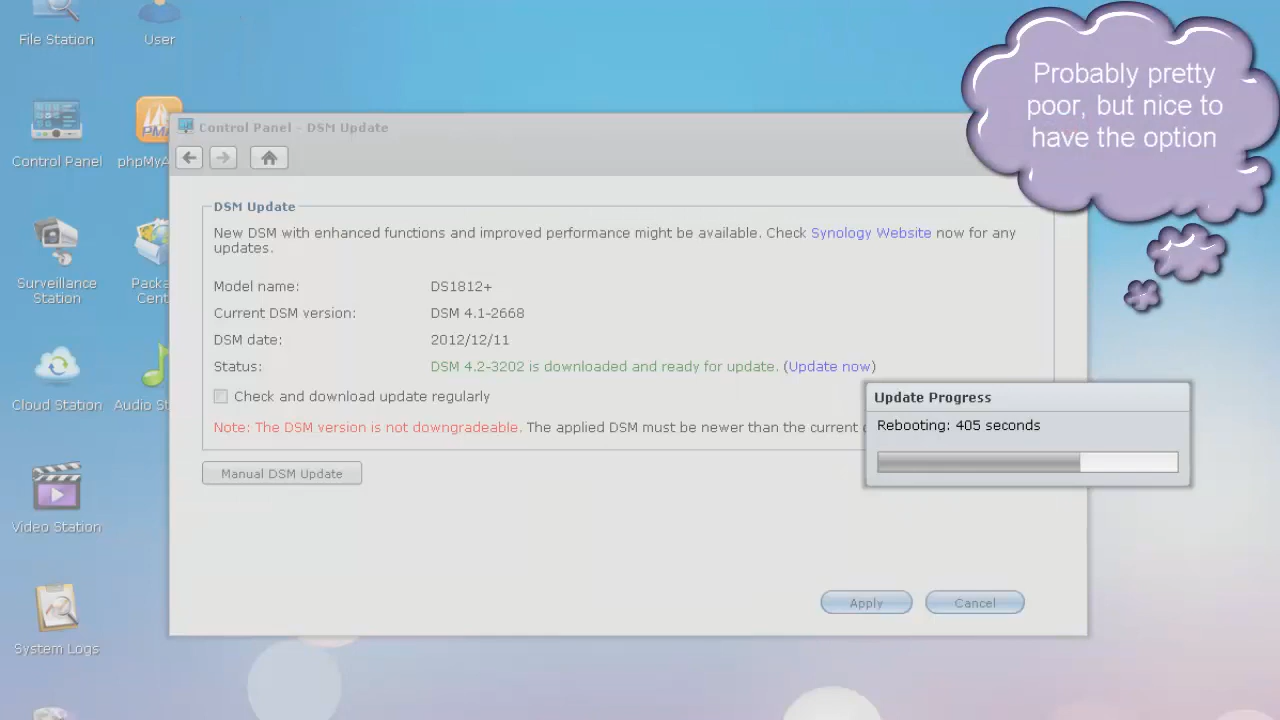 File Station
User
Probably pretty
poor, but nice to
have the option
Control Panel
phpMyA
Control Panel - DSM Update
DSM Update
New DSM with enhanced functions and improved performance might be available. Check Synology Website now for any
updates.
Surveillance
Station
Packa
Cent
Model name: DS1812+
Current DSM version: DSM 4.1-2668
DSM date: 2012/12/11
Status: DSM 4.2-3202 is downloaded and ready for update. (Update now)
Cloud Station
Audio St
Check and download update regularly
Note: The DSM version is not downgradeable. The applied DSM must be newer than the current
Update Progress
Rebooting: 405 seconds
Manual DSM Update
Video Station
Apply
Cancel
System Logs